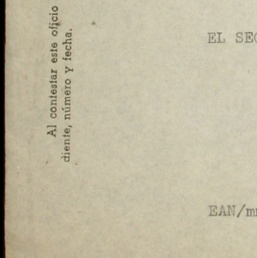 Al contestar este oficio
diente, número y fecha.
EL SEC
EAN/m